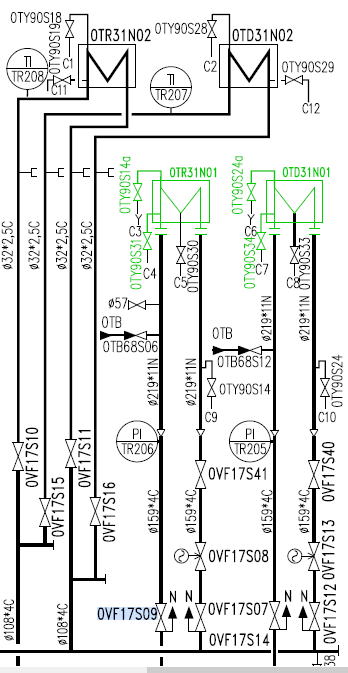 0TY90S18
0TY90S19
0TR31N02
0TY90S28
0TD31N02
TI
TR208
C1
C11
TI
TR207
C2
0TY90S29
C12
0TY90S14a
0TR31N01
0TY90S24a
0TD31N01
C3
0TY90S31
C4
C5
0TY90S30
C6
0TY90S34
C7
C8
0TY90S33
ø32*2,5C
ø32*2,5C
ø32*2,5C
ø32*2,5C
ø57
0TB
0TB68S06
ø219*11N
ø219*11N
0TB
0TB68S12
ø219*11N
ø219*11N
0TY90S14
C9
0TY90S24
C10
PI
TR206
PI
TR205
0VF17S10
0VF17S15
0VF17S11
0VF17S16
0VF17S41
0VF17S40
ø159*4C
ø159*4C
ø159*4C
ø159*4C
0VF17S08
0VF17S13
ø108*4C
ø108*4C
0VF17S09
N
N
0VF17S07
N
N
0VF17S12
0VF17S14
38